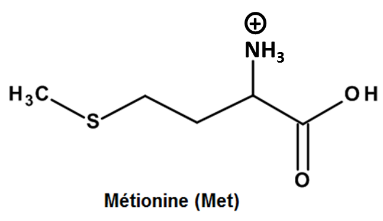 ⊕
NH₃
H₃C
S
OH
O
Métionine (Met)